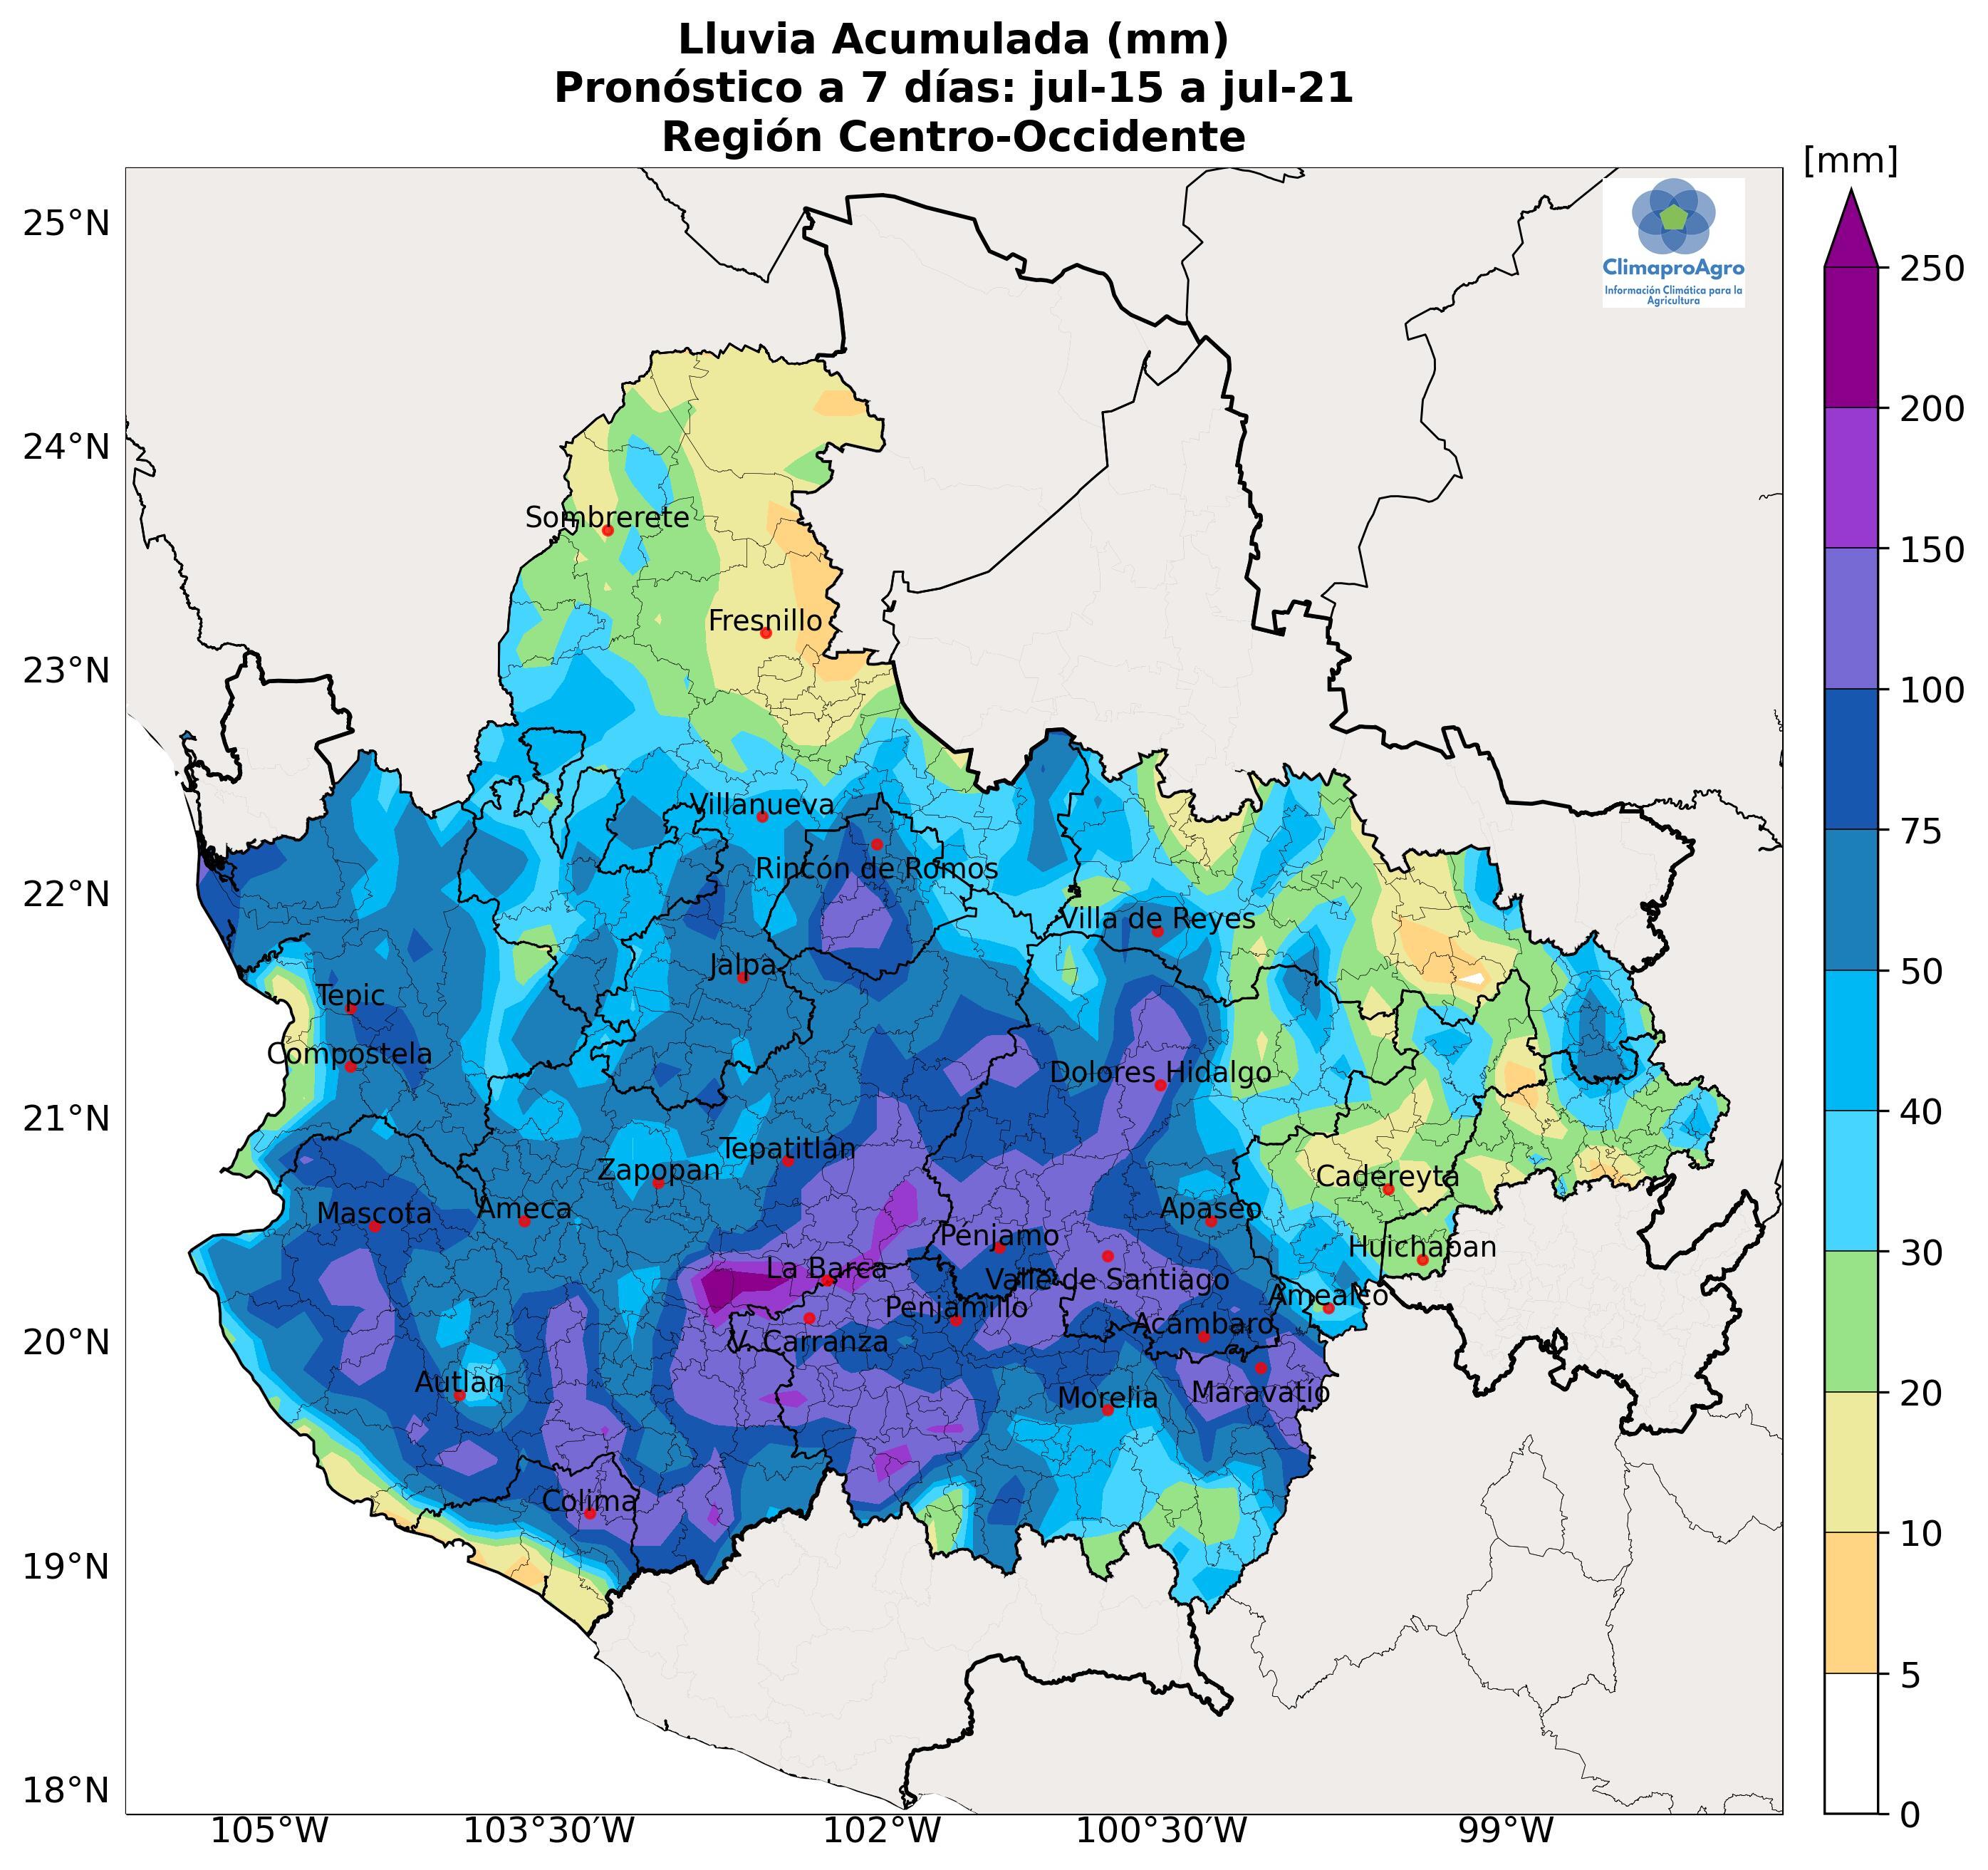 Lluvia Acumulada (mm)
Pronóstico a 7 días: jul-15 a jul-21
Región Centro-Occidente
[mm]
ClimaproAgro
Información Climática para la
Agricultura
25°N
24°N
23°N
22°N
21°N
20°N
19°N
18°N
Sombrerete
Fresnillo
Villanueva
Rincón de Romos
Villa de Reyes
Jalpa
Tepic
Compostela
Dolores Hidalgo
Tepatitlán
Zapopan
Cadereyta
Mascota
Ameca
Apaseo
Penjamo
Huichapan
La Barca
Valle de Santiago
Amealco
Penjamillo
Acámbaro
V. Carranza
Autlán
Morelia
Maravatío
Colima
250
200
150
100
75
50
40
30
20
10
5
0
105°W
103°30'W
102°W
100°30'W
99°W